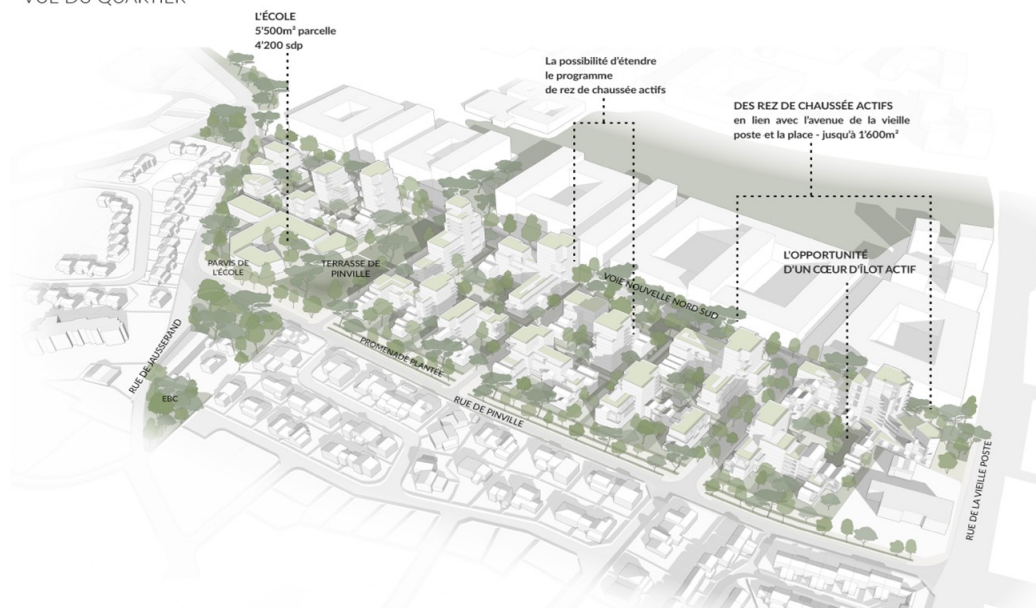 VUE DU QUARTIER
L'ÉCOLE
5'500m² parcelle
4'200 sdp
La possibilité d'étendre
le programme
de rez de chaussée actifs
DES REZ DE CHAUSSÉE ACTIFS
en lien avec l'avenue de la vieille
poste et la place - jusqu'à 1'600m²
L'OPPORTUNITÉ
D'UN CŒUR D'ÎLOT ACTIF
PARVIS DE
L'ÉCOLE
TERRASSE DE
PINVILLE
VOIE NOUVELLE NORD SUD
PROMENADE PLANTÉE
RUE DE JAUSSERAND
EBC
RUE DE PINVILLE
RUE DE LA VIEILLE POSTE